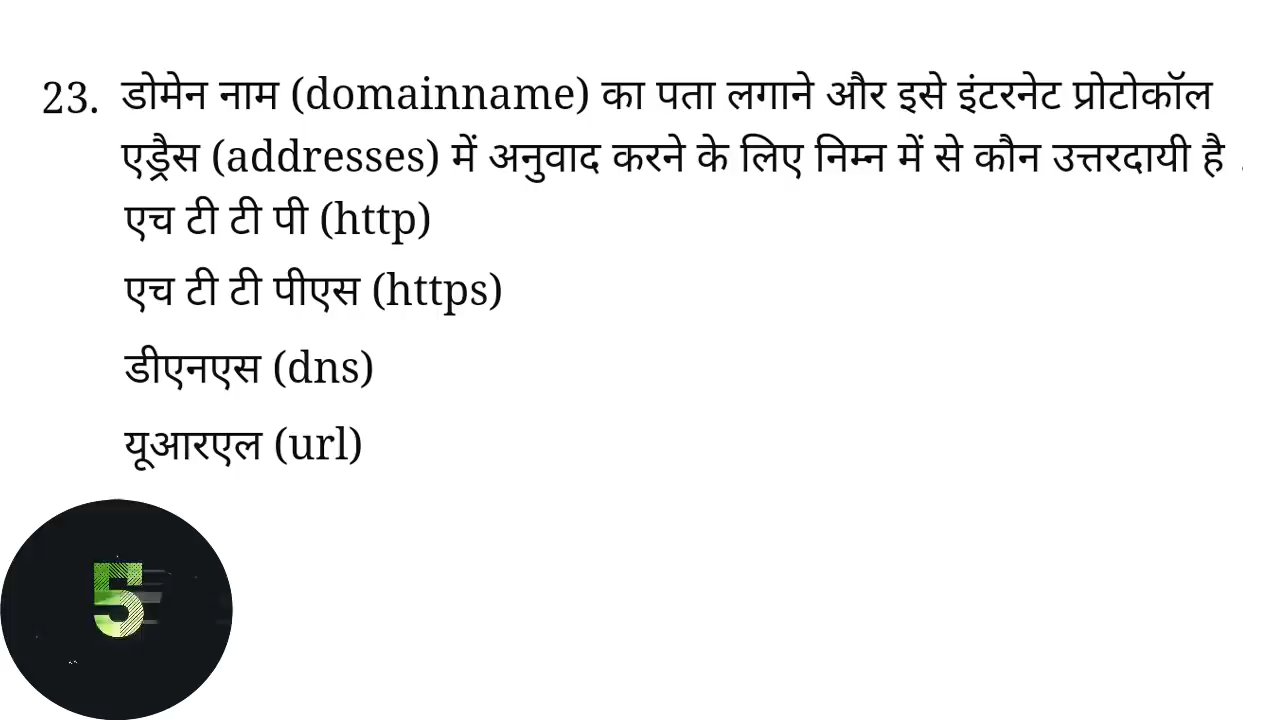 23. डोमेन नाम (domainname) का पता लगाने और इसे इंटरनेट प्रोटोकॉल
एड्रैस (addresses) में अनुवाद करने के लिए निम्न में से कौन उत्तरदायी है .
एच टी टी पी (http)
एच टी टी पीएस (https)
डीएनएस (dns)
यूआरएल (url)
5